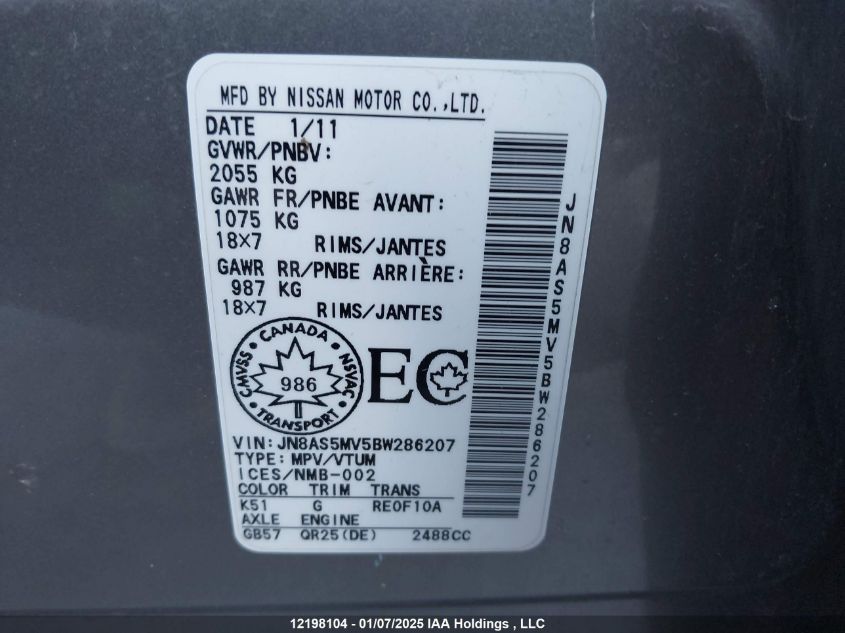 MFD BY NISSAN MOTOR CO.,LTD.
DATE 1/11
GVWR/PNBV:
2055 KG
GAWR FR/PNBE AVANT:
1075 KG
18×7 RIMS/JANTES
GAWR RR/PNBE ARRIÈRE:
987 KG
18×7 RIMS/JANTES
CANADA
CMVSS NSVAC
986
TRANSPORT
EC
VIN: JN8AS5MV5BW286207
TYPE: MPV/VTUM
ICES/NMB-002
COLOR TRIM TRANS
K51 G RE0F10A
AXLE ENGINE
GB57 QR25(DE) 2488CC
JN8AS5MV5BW286207
12198104 - 01/07/2025 IAA Holdings , LLC